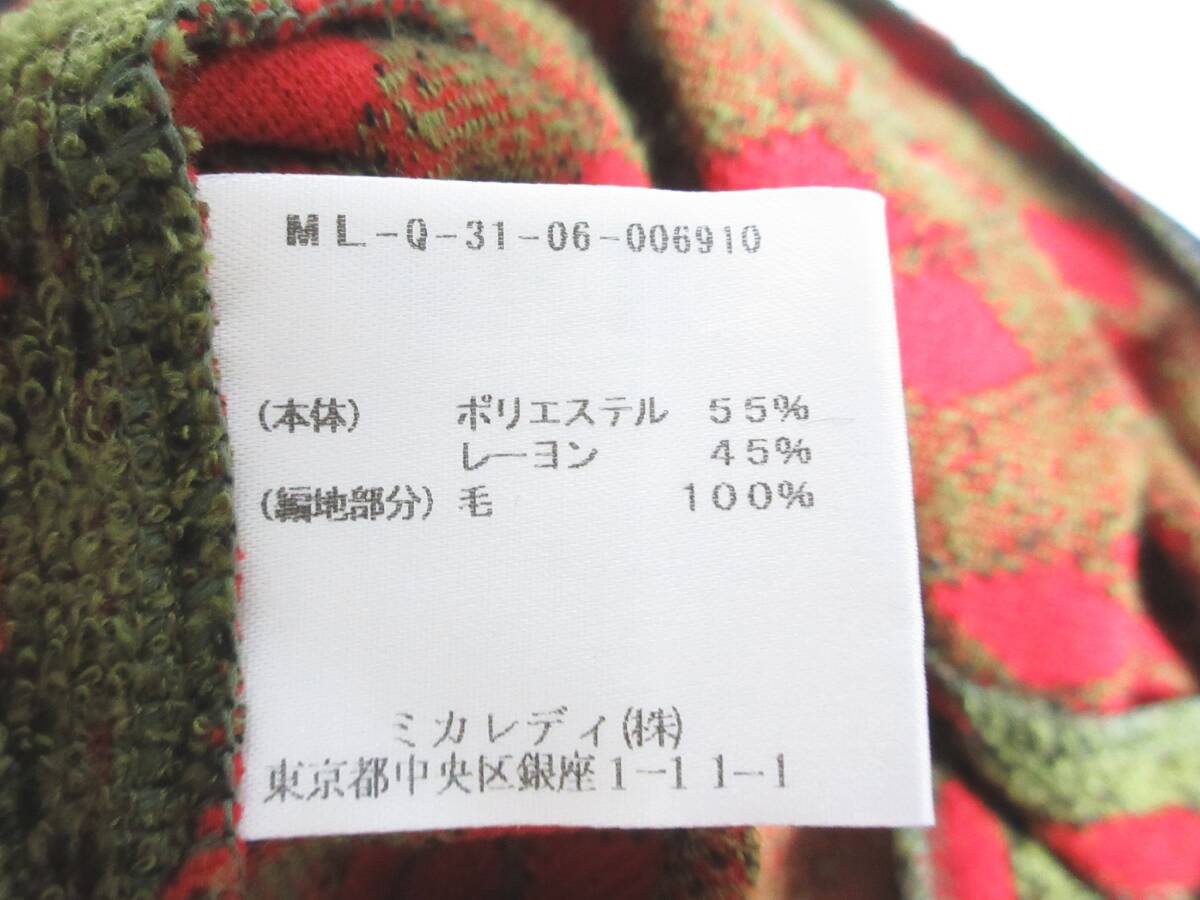 ML-Q-31-06-006910
(本体) ポリエステル 55%
レーヨン 45%
(編地部分) 毛 100%
ミカレディ(株)
東京都中央区銀座1-11-1